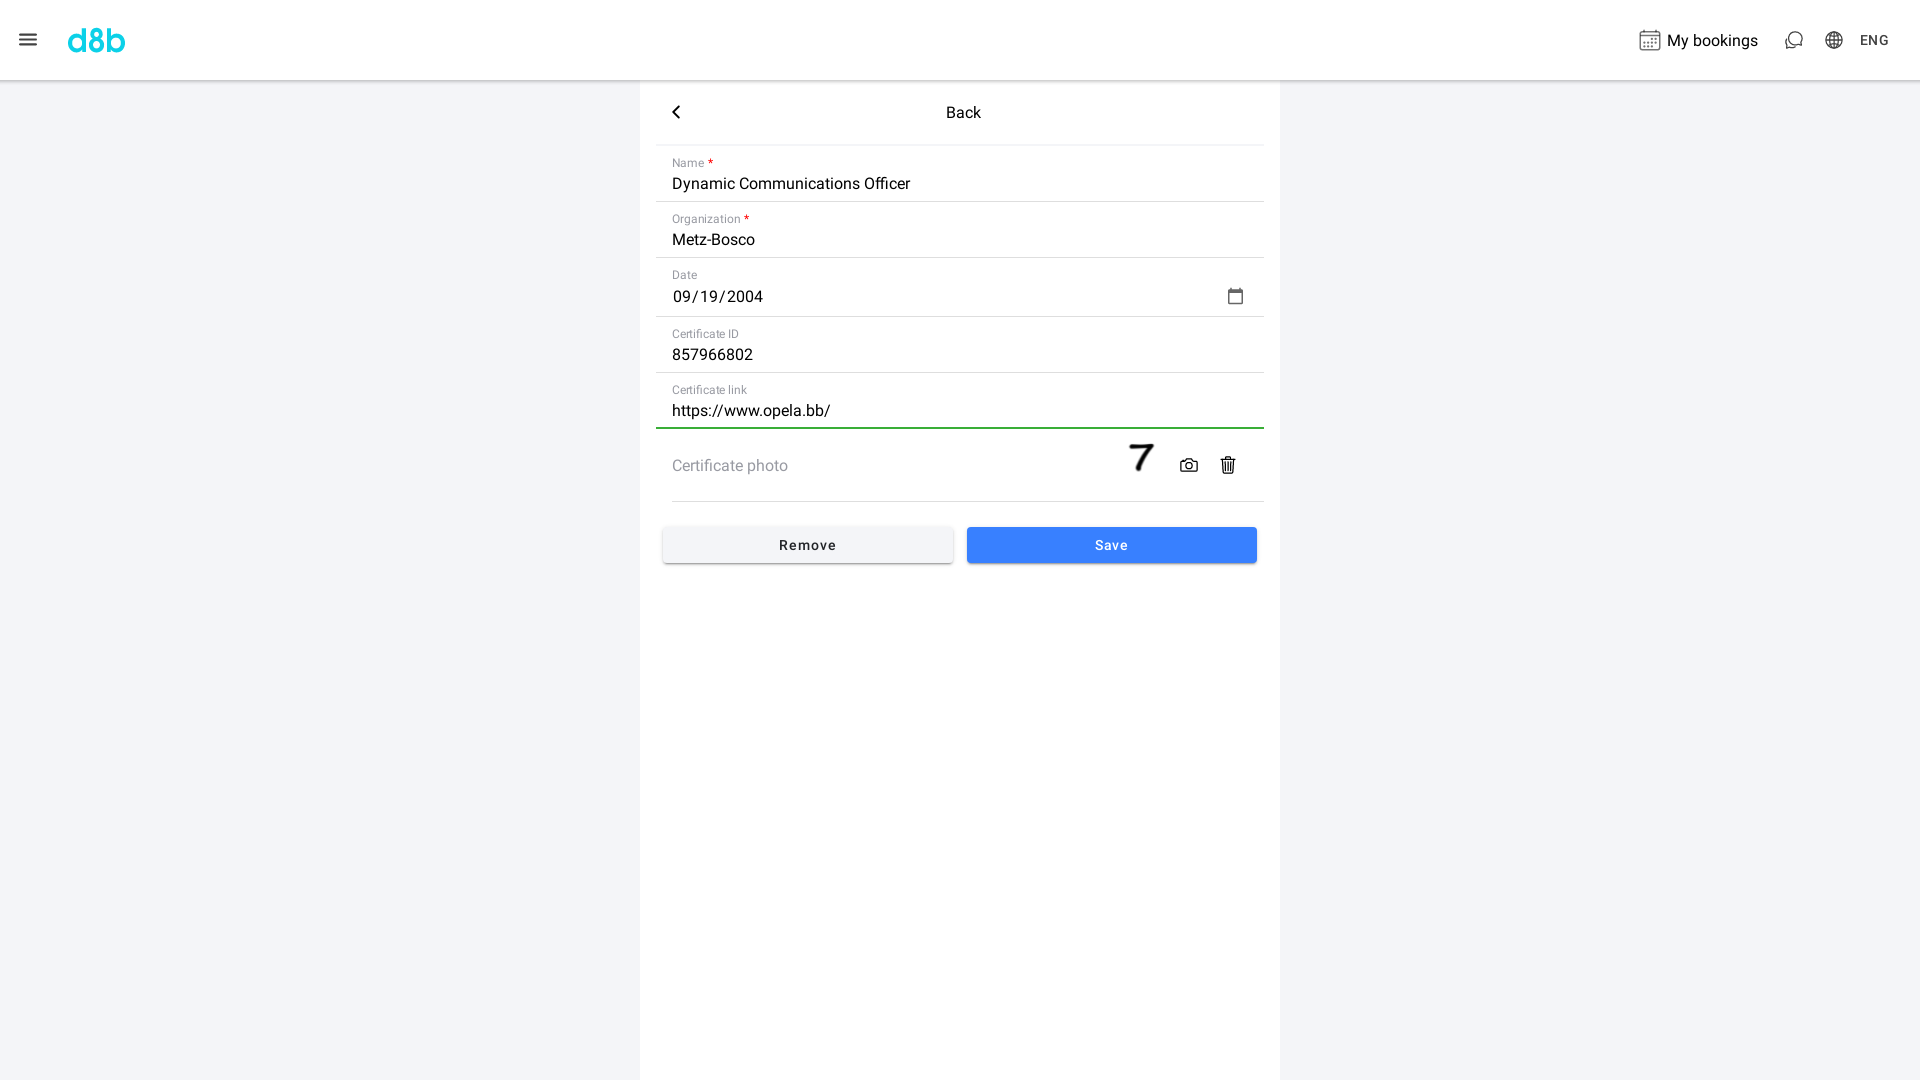 d8b
My bookings
ENG
Back
Name *
Dynamic Communications Officer
Organization *
Metz-Bosco
Date
09/19/2004
Certificate ID
857966802
Certificate link
https://www.opela.bb/
Certificate photo
7
Remove
Save